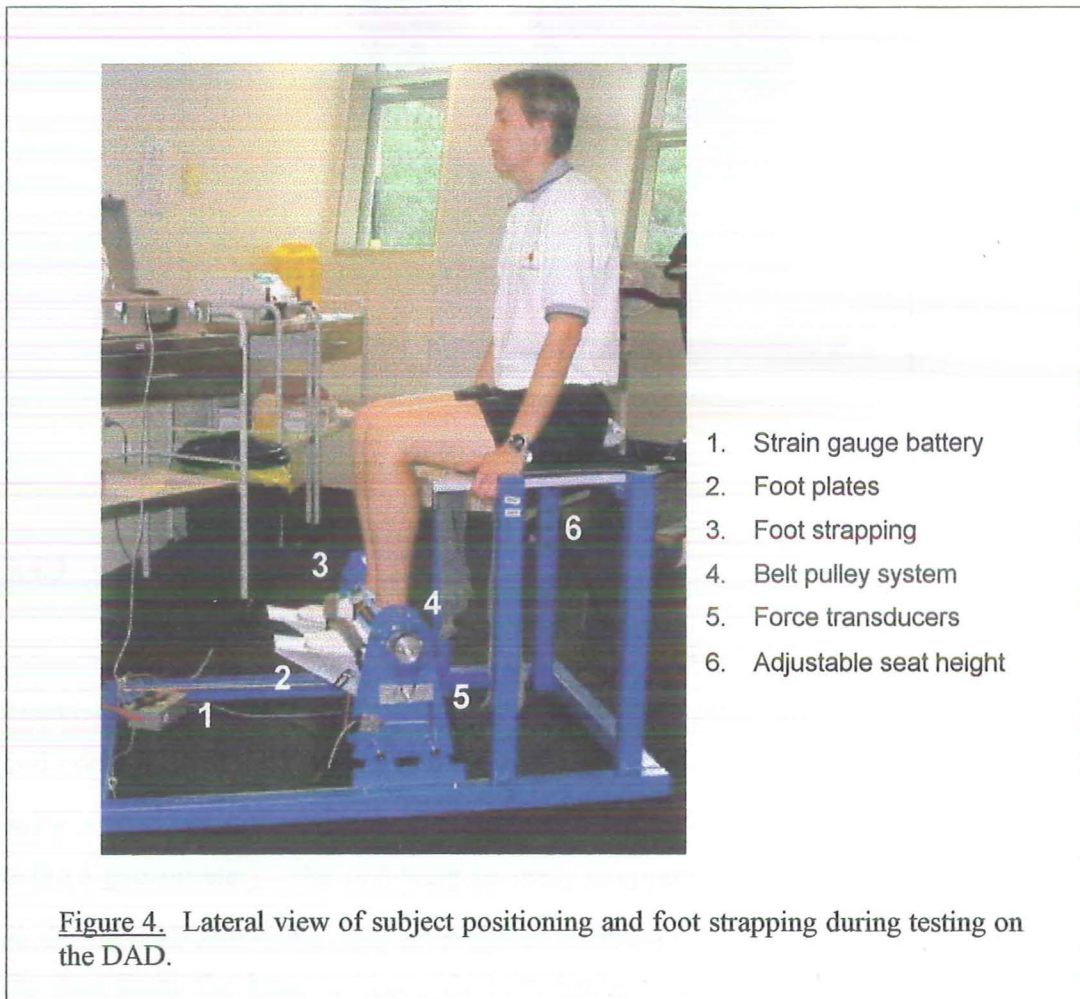 3
4
6
2
5
1
1. Strain gauge battery
2. Foot plates
3. Foot strapping
4. Belt pulley system
5. Force transducers
6. Adjustable seat height
Figure 4. Lateral view of subject positioning and foot strapping during testing on
the DAD.